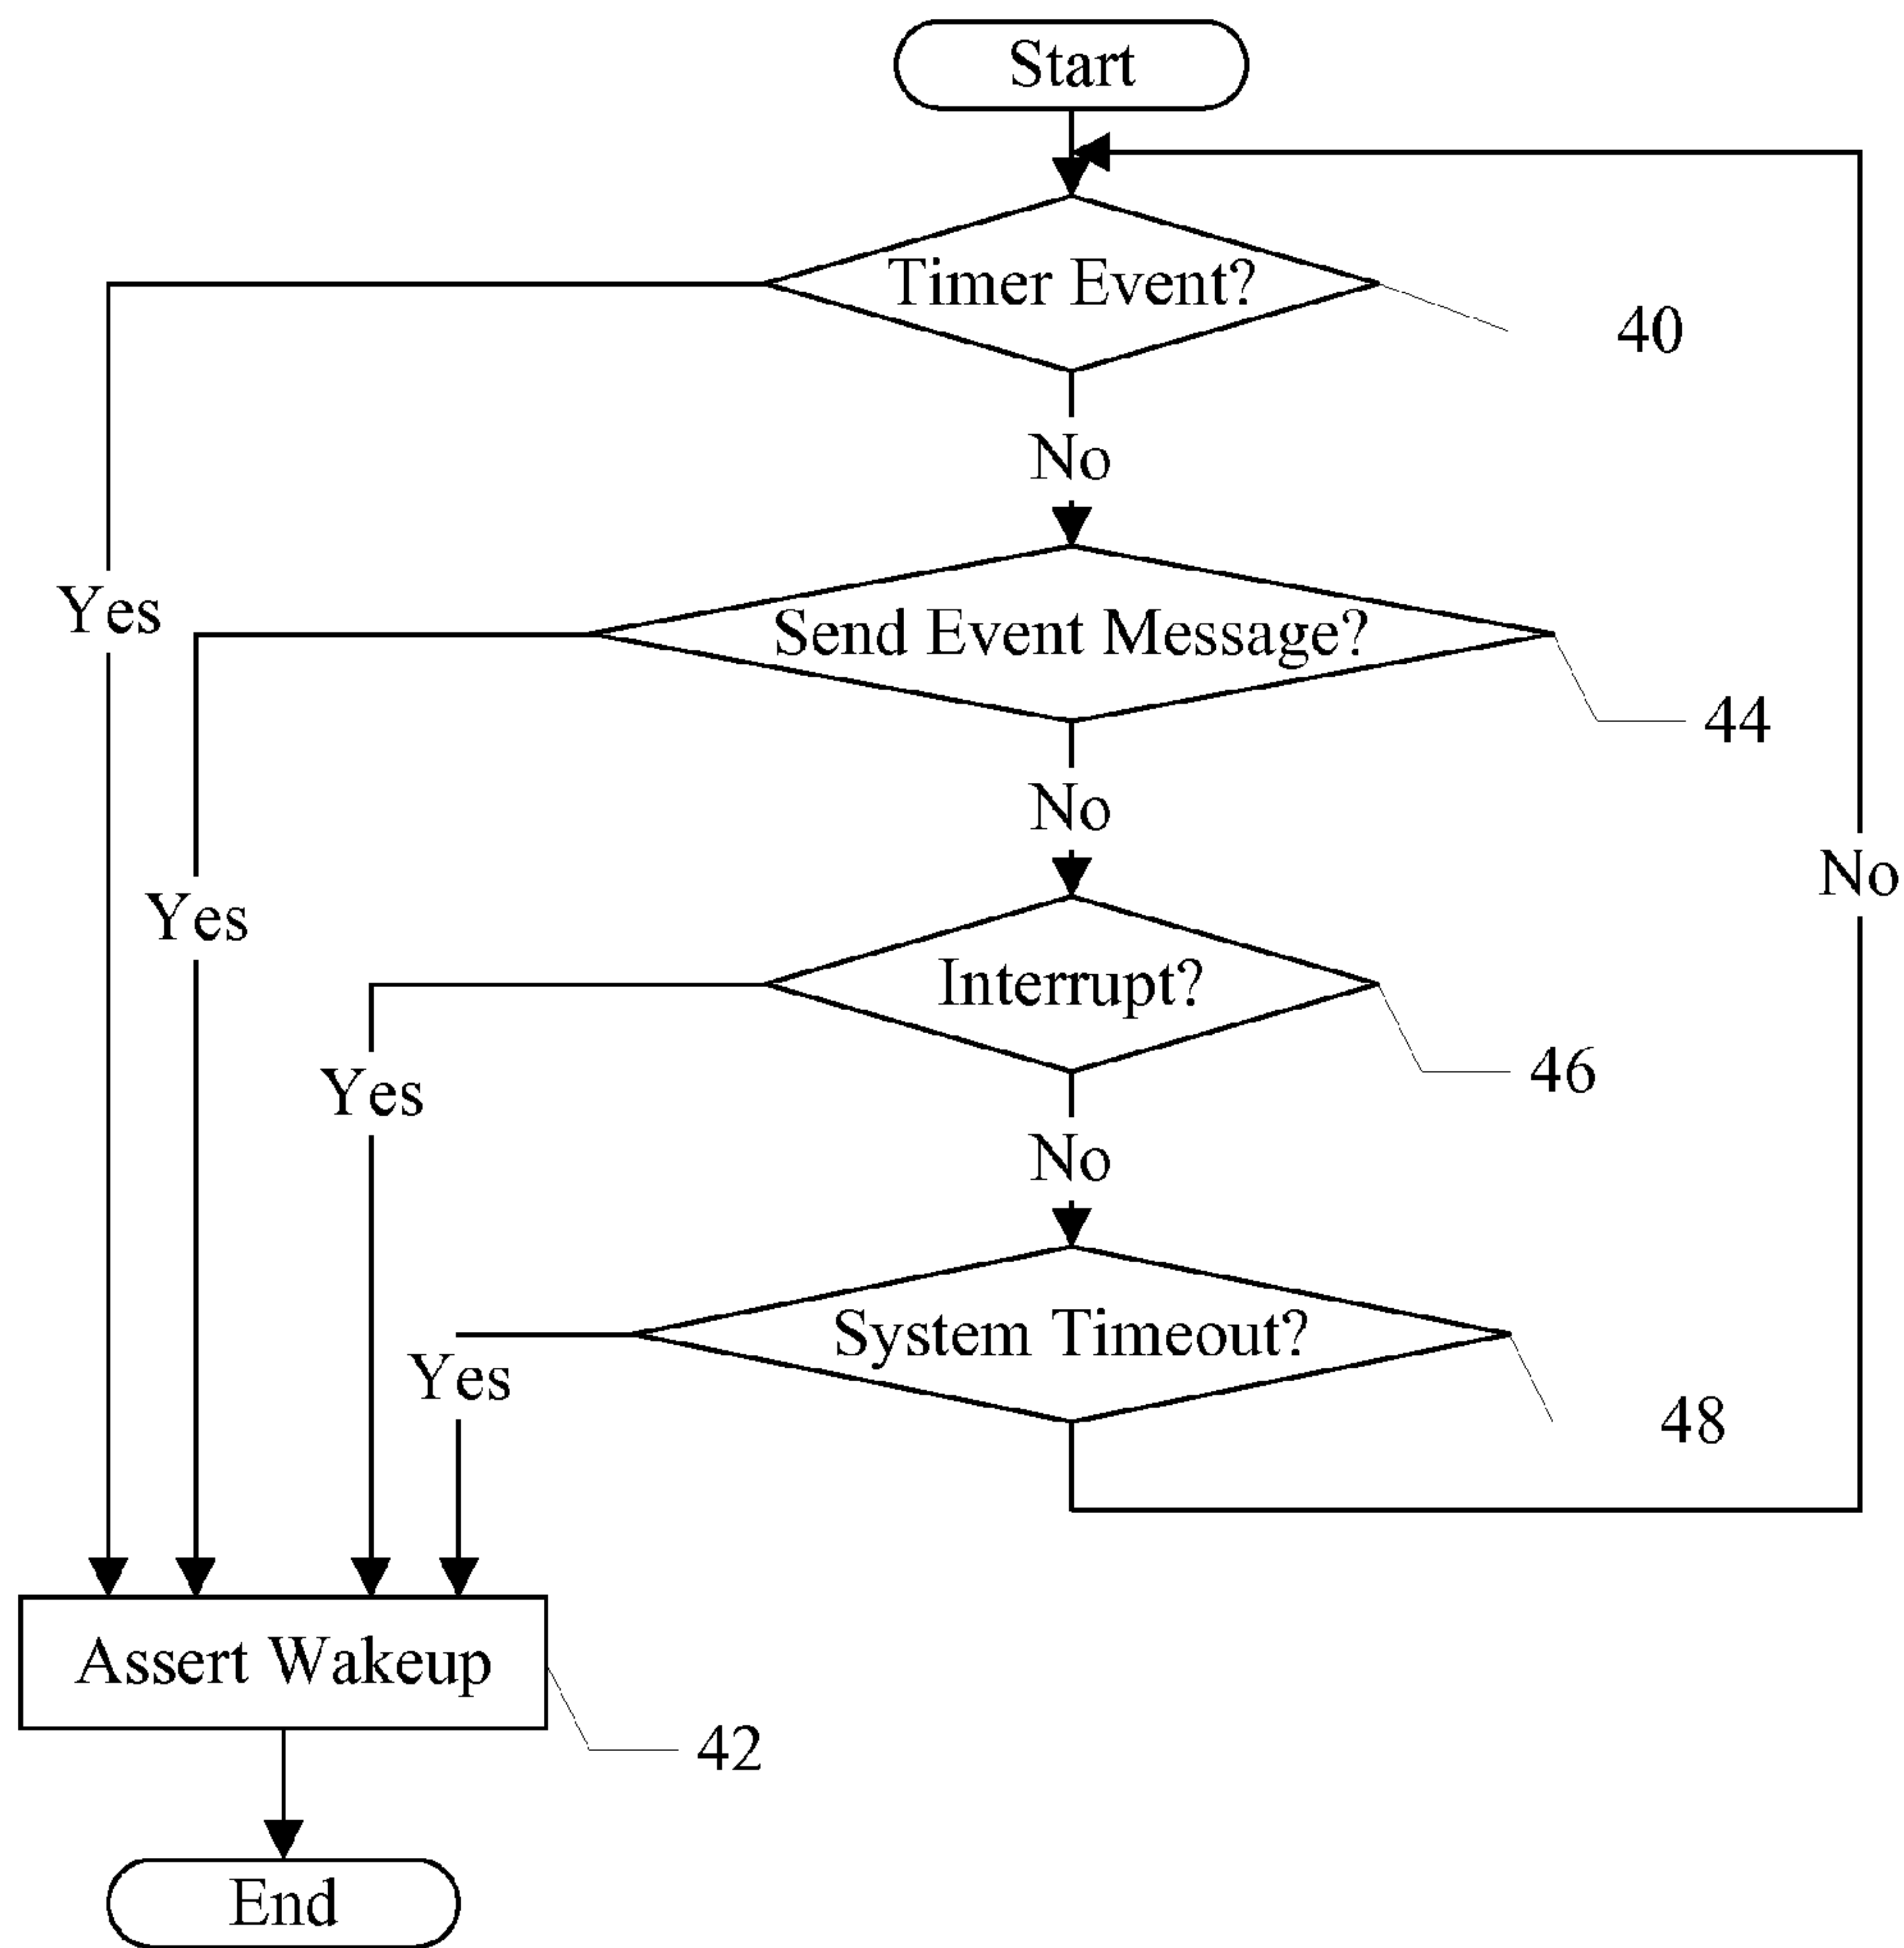 Start
Timer Event?
40
No
Yes
Send Event Message?
44
No
No
Yes
Interrupt?
46
Yes
No
System Timeout?
Yes
48
Assert Wakeup
42
End